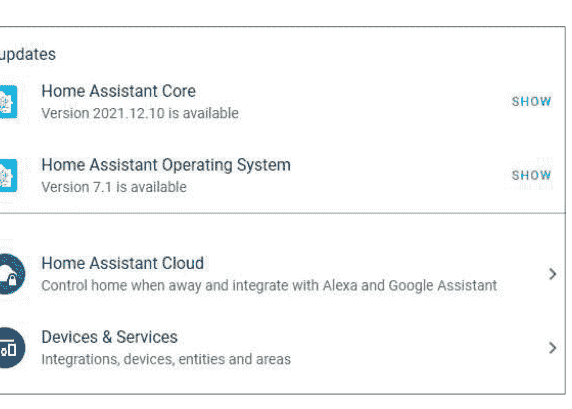 updates
Home Assistant Core
Version 2021.12.10 is available
SHOW
Home Assistant Operating System
Version 7.1 is available
SHOW
Home Assistant Cloud
Control home when away and integrate with Alexa and Google Assistant
Devices & Services
Integrations, devices, entities and areas